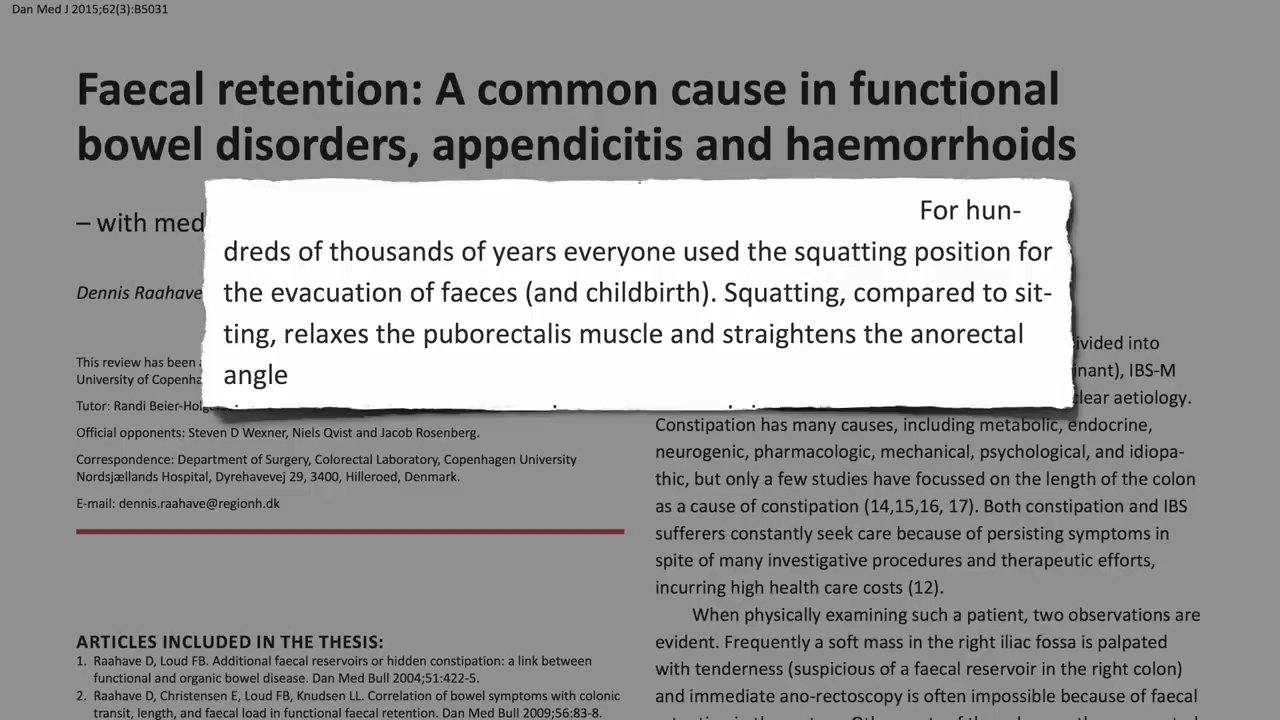 Dan Med J 2015;62(3):B5031
Faecal retention: A common cause in functional
bowel disorders, appendicitis and haemorrhoids
– with med
For hun-
dreds of thousands of years everyone used the squatting position for
the evacuation of faeces (and childbirth). Squatting, compared to sit-
ting, relaxes the puborectalis muscle and straightens the anorectal
angle
Dennis Raahave
This review has been
University of Copenha
Tutor: Randi Beier-Holge
Official opponents: Steven D Wexner, Niels Qvist and Jacob Rosenberg.
Correspondence: Department of Surgery, Colorectal Laboratory, Copenhagen University
Nordsjællands Hospital, Dyrehavevej 29, 3400, Hilleroed, Denmark.
E-mail: dennis.raahave@regionh.dk
ARTICLES INCLUDED IN THE THESIS:
1. Raahave D, Loud FB. Additional faecal reservoirs or hidden constipation: a link between
functional and organic bowel disease. Dan Med Bull 2004;51:422-5.
2. Raahave D, Christensen E, Loud FB, Knudsen LL. Correlation of bowel symptoms with colonic
transit, length, and faecal load in functional faecal retention. Dan Med Bull 2009;56:83-8.
ivided into
inant), IBS-M
clear aetiology.
Constipation has many causes, including metabolic, endocrine,
neurogenic, pharmacologic, mechanical, psychological, and idiopa-
thic, but only a few studies have focussed on the length of the colon
as a cause of constipation (14,15,16, 17). Both constipation and IBS
sufferers constantly seek care because of persisting symptoms in
spite of many investigative procedures and therapeutic efforts,
incurring high health care costs (12).
When physically examining such a patient, two observations are
evident. Frequently a soft mass in the right iliac fossa is palpated
with tenderness (suspicious of a faecal reservoir in the right colon)
and immediate ano-rectoscopy is often impossible because of faecal